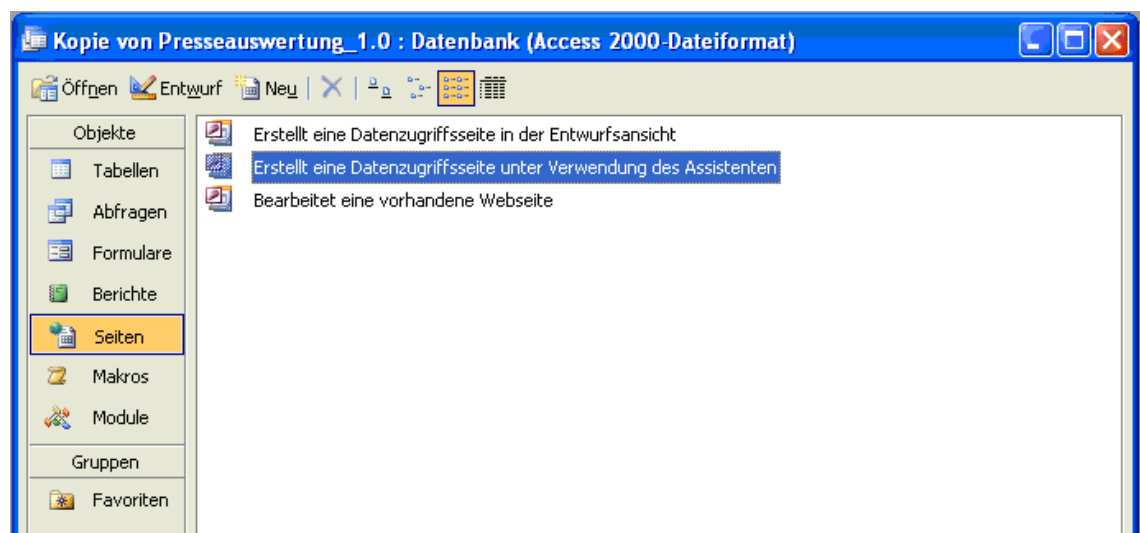 Kopie von Presseauswertung_1.0 : Datenbank (Access 2000-Dateiformat)
Öffnen Entwurf Neu
Objekte
Tabellen
Abfragen
Formulare
Berichte
Seiten
Makros
Module
Gruppen
Favoriten
Erstellt eine Datenzugriffsseite in der Entwurfsansicht
Erstellt eine Datenzugriffsseite unter Verwendung des Assistenten
Bearbeitet eine vorhandene Webseite